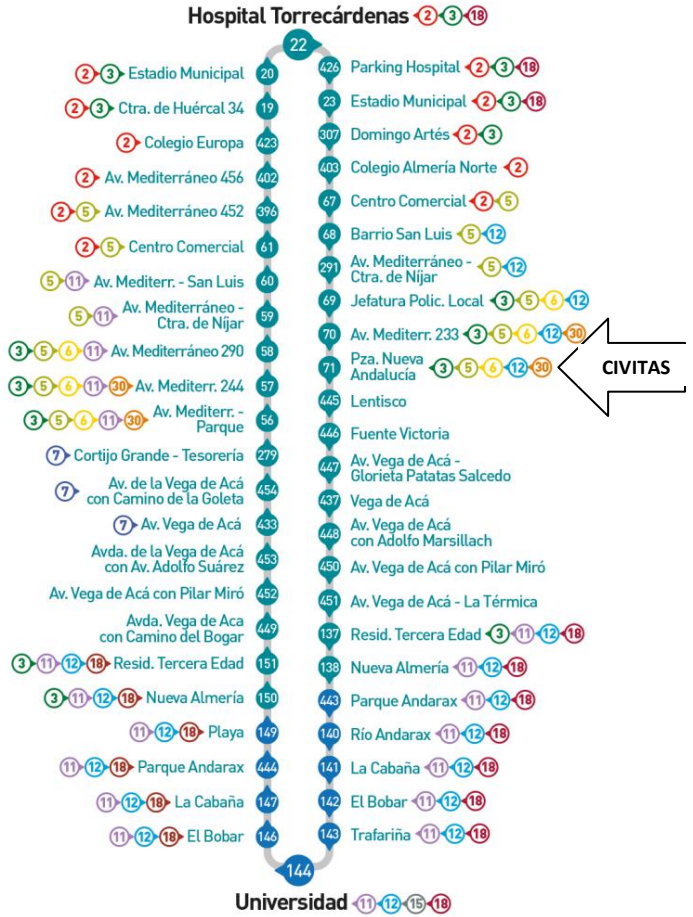 Hospital Torrecárdenas 2 3 18
22
2 3 Estadio Municipal 20
2 3 Ctra. de Huércal 34 19
2 Colegio Europa 423
2 Av. Mediterráneo 456 402
2 5 Av. Mediterráneo 452 396
2 5 Centro Comercial 61
5 11 Av. Mediterr. - San Luis 60
5 11 Av. Mediterráneo -
Ctra. de Níjar 59
3 5 6 11 Av. Mediterráneo 290 58
3 5 6 11 30 Av. Mediterr. 244 57
3 5 6 11 30 Av. Mediterr. -
Parque 56
7 Cortijo Grande - Tesorería 279
7 Av. de la Vega de Acá
con Camino de la Goleta 454
7 Av. Vega de Acá 433
Avda. de la Vega de Acá
con Av. Adolfo Suárez 453
Av. Vega de Acá con Pilar Miró 452
Avda. Vega de Aca
con Camino del Bogar 449
3 11 12 18 Resid. Tercera Edad 151
3 11 12 18 Nueva Almería 150
11 12 18 Playa 149
11 12 18 Parque Andarax 444
11 12 18 La Cabaña 147
11 12 18 El Bobar 146
426 Parking Hospital 2 3 18
23 Estadio Municipal 2 3 18
307 Domingo Artés 2 3
403 Colegio Almería Norte 2
67 Centro Comercial 2 5
68 Barrio San Luis 5 12
291 Av. Mediterráneo -
Ctra. de Níjar 5 12
69 Jefatura Polic. Local 3 5 6 12
70 Av. Mediterr. 233 3 5 6 12 30
71 Pza. Nueva
Andalucía 3 5 6 12 30
CIVITAS
445 Lentisco
446 Fuente Victoria
447 Av. Vega de Acá -
Glorieta Patatas Salcedo
437 Vega de Acá
448 Av. Vega de Acá
con Adolfo Marsillach
450 Av. Vega de Acá con Pilar Miró
451 Av. Vega de Acá - La Térmica
137 Resid. Tercera Edad 3 11 12 18
138 Nueva Almería 11 12 18
443 Parque Andarax 11 12 18
140 Río Andarax 11 12 18
141 La Cabaña 11 12 18
142 El Bobar 11 12 18
143 Trafariña 11 12 18
144
Universidad 11 12 15 18